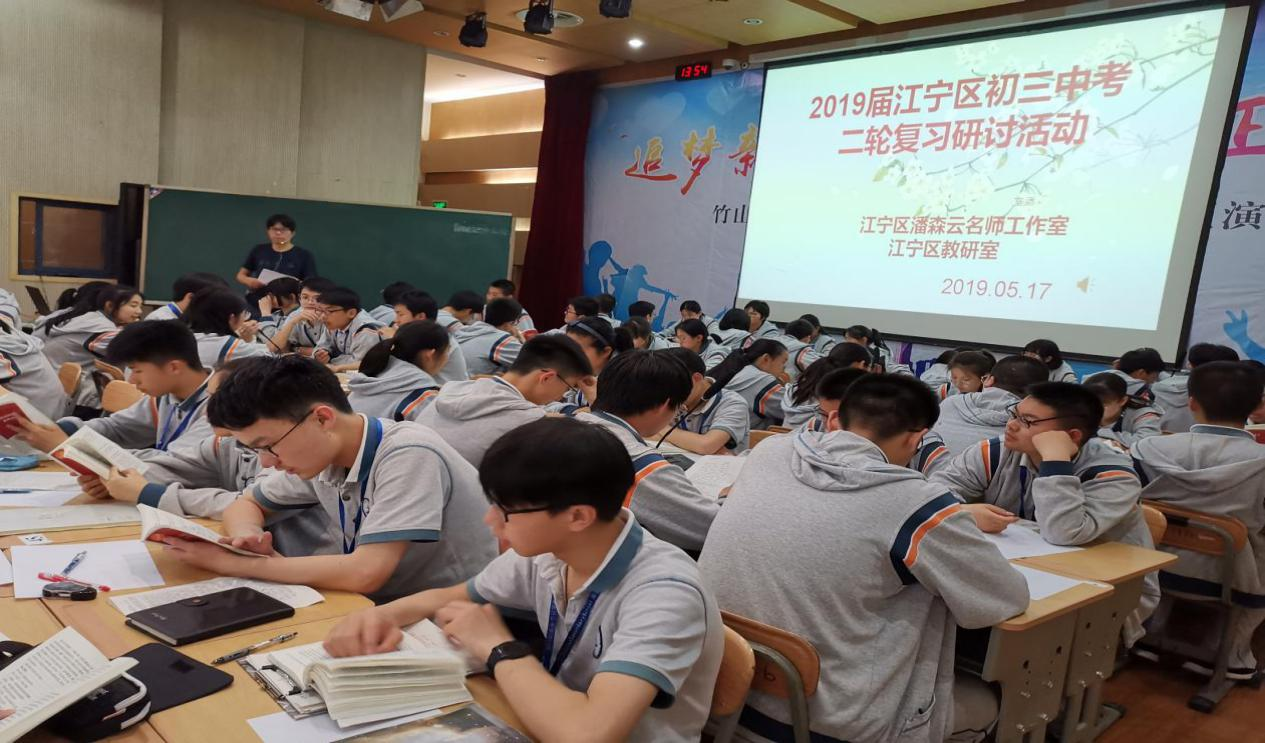 13:54
追梦新
竹山
正
演
2019届江宁区初三中考
二轮复习研讨活动
江宁区潘森云名师工作室
江宁区教研室
2019.05.17